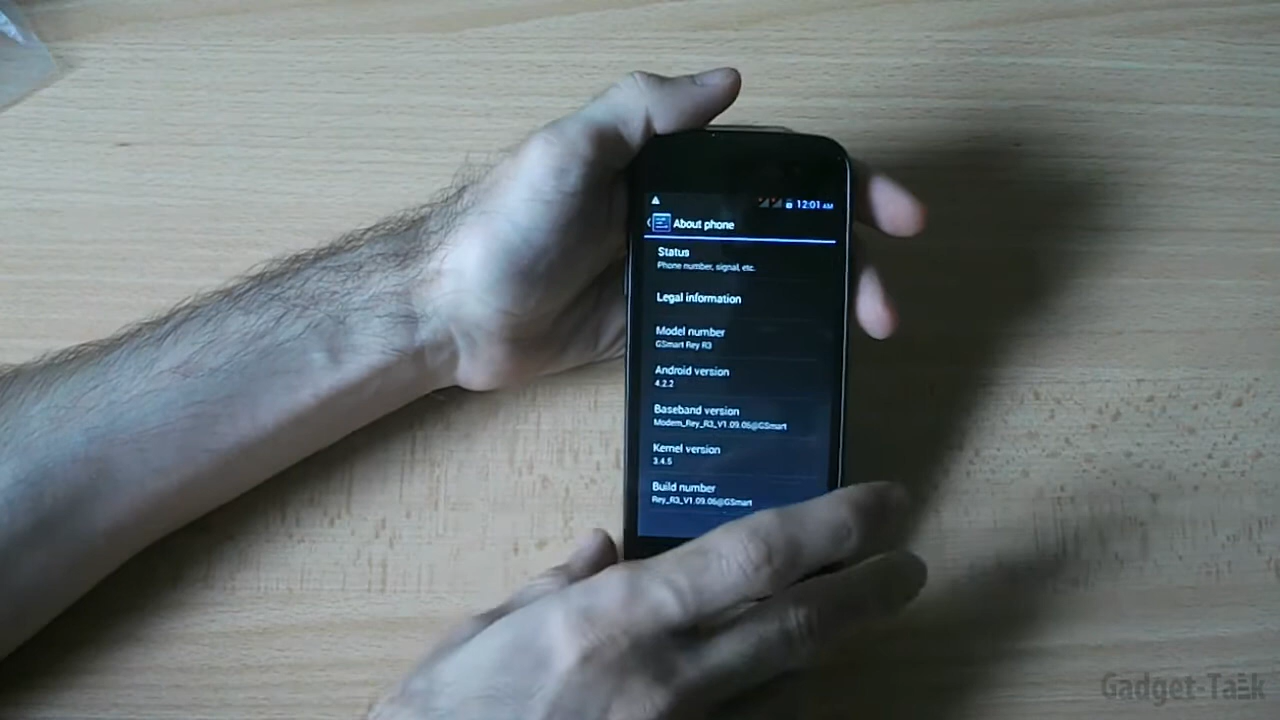 12:01 AM
About phone
Status
Phone number, signal, etc.
Legal information
Model number
GSmart Rey R3
Android version
4.2.2
Baseband version
Modem_Rey_R3_V1.09.06@GSmart
Kernel version
3.4.5
Build number
Rey_R3_V1.09.06@GSmart
Gadget-Talk